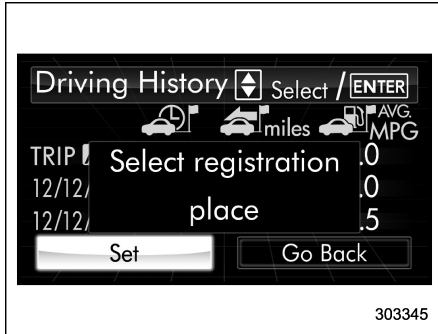 Driving History Select / ENTER
miles AVG. MPG
TRIP .0
Select registration
12/12/ .0
place
12/12/ .5
Set Go Back
303345